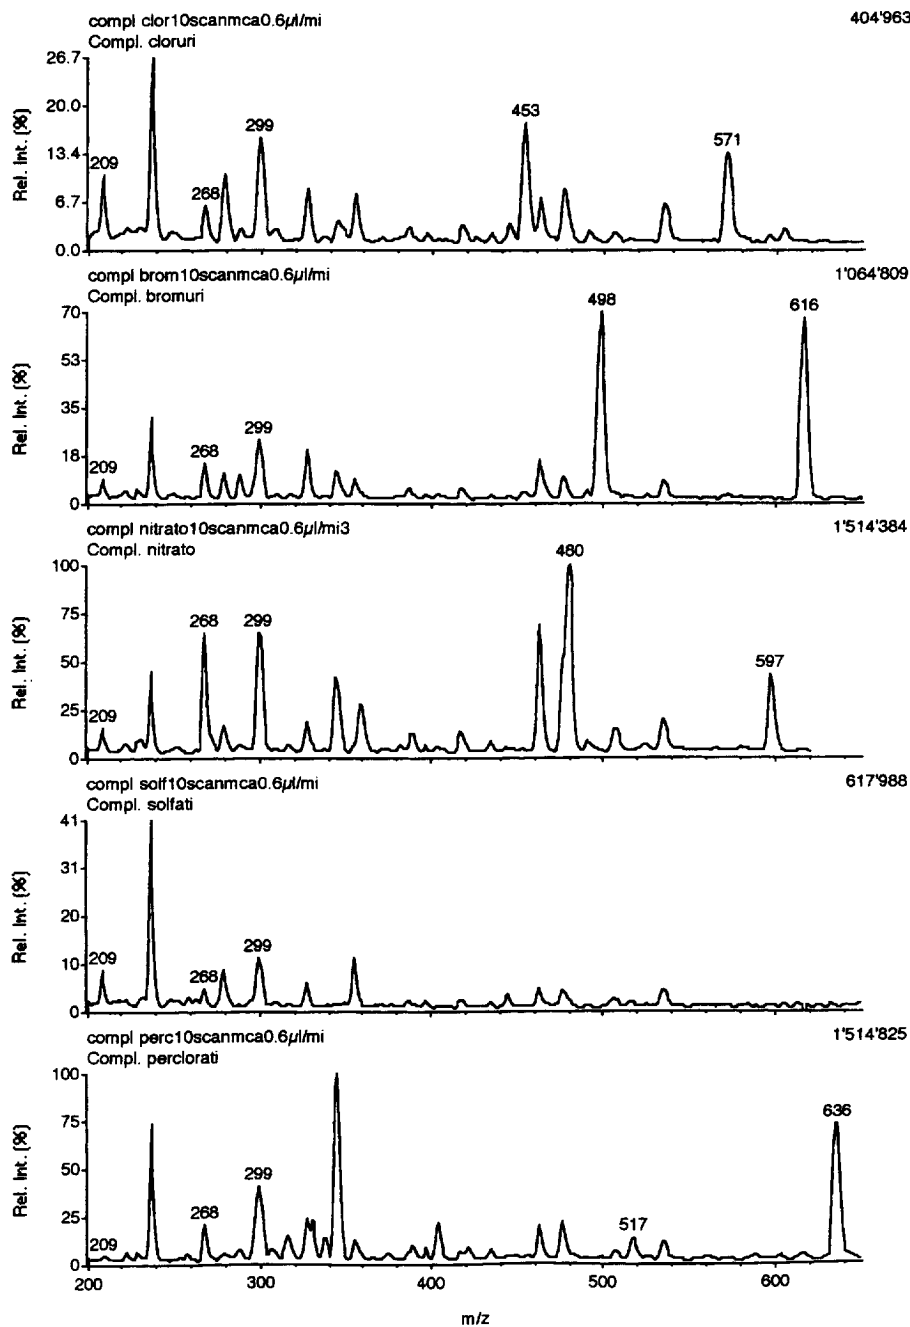 compl clor10scanmca0.6µl/mi 404'963
Compl. cloruri
Rel. Int. (%)
26.7
20.0
13.4
6.7
0.0
209
268
299
453
571
compl brom10scanmca0.6µl/mi 1'064'809
Compl. bromuri
Rel. Int. (%)
70
53
35
18
0
209
268
299
498
616
compl nitrato10scanmca0.6µl/mi3 1'514'384
Compl. nitrato
Rel. Int. (%)
100
75
50
25
0
209
268
299
480
597
compl solf10scanmca0.6µl/mi 617'988
Compl. solfati
Rel. Int. (%)
41
31
20
10
0
209
268
299
compl perc10scanmca0.6µl/mi 1'514'825
Compl. perclorati
Rel. Int. (%)
100
75
50
25
0
209
268
299
517
636
200 300 400 500 600
m/z